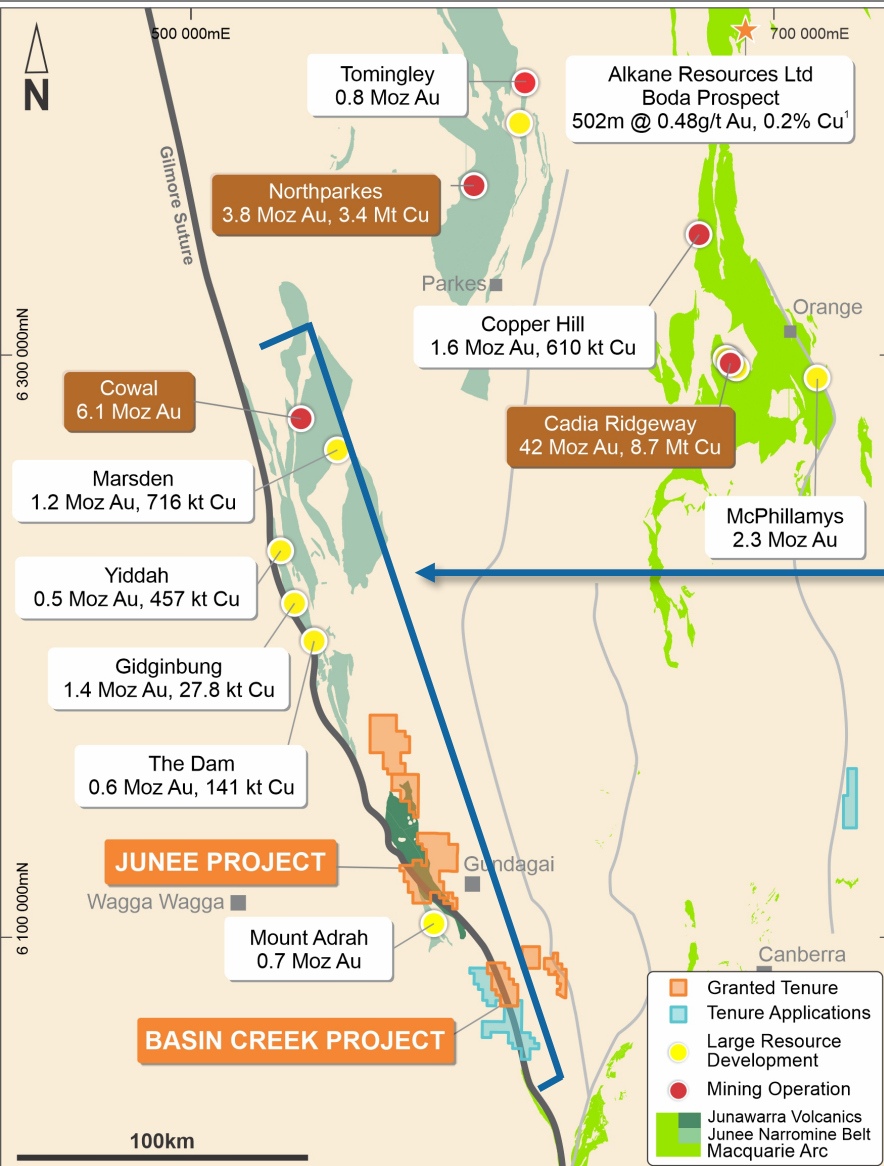 500 000mE
700 000mE
N
Gilmore Suture
Tomingley
0.8 Moz Au
Alkane Resources Ltd
Boda Prospect
502m @ 0.48g/t Au, 0.2% Cu¹
Northparkes
3.8 Moz Au, 3.4 Mt Cu
Parkes
Orange
Copper Hill
1.6 Moz Au, 610 kt Cu
6 300 000mN
Cowal
6.1 Moz Au
Cadia Ridgeway
42 Moz Au, 8.7 Mt Cu
Marsden
1.2 Moz Au, 716 kt Cu
McPhillamys
2.3 Moz Au
Yiddah
0.5 Moz Au, 457 kt Cu
Gidginbung
1.4 Moz Au, 27.8 kt Cu
The Dam
0.6 Moz Au, 141 kt Cu
JUNEE PROJECT
Gundagai
Wagga Wagga
6 100 000mN
Mount Adrah
0.7 Moz Au
Canberra
BASIN CREEK PROJECT
Granted Tenure
Tenure Applications
Large Resource
Development
Mining Operation
Junawarra Volcanics
Junee Narromine Belt
Macquarie Arc
100km